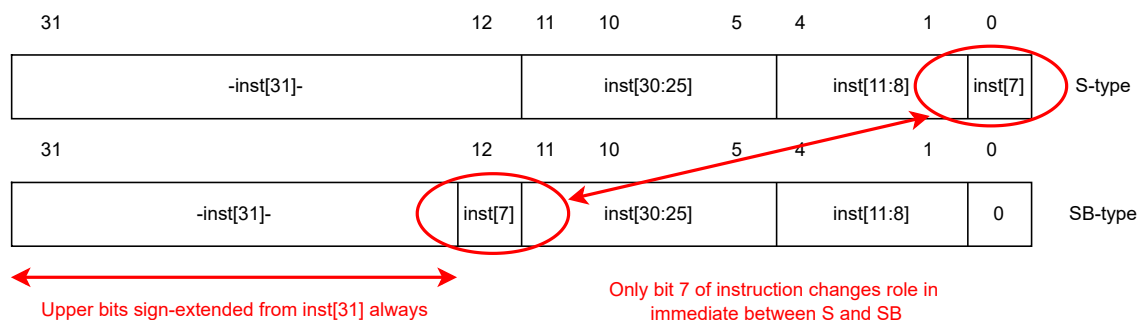 31 12 11 10 5 4 1 0
-inst[31]- inst[30:25] inst[11:8] inst[7] S-type
31 12 11 10 5 4 1 0
-inst[31]- inst[7] inst[30:25] inst[11:8] 0 SB-type
Upper bits sign-extended from inst[31] always
Only bit 7 of instruction changes role in
immediate between S and SB